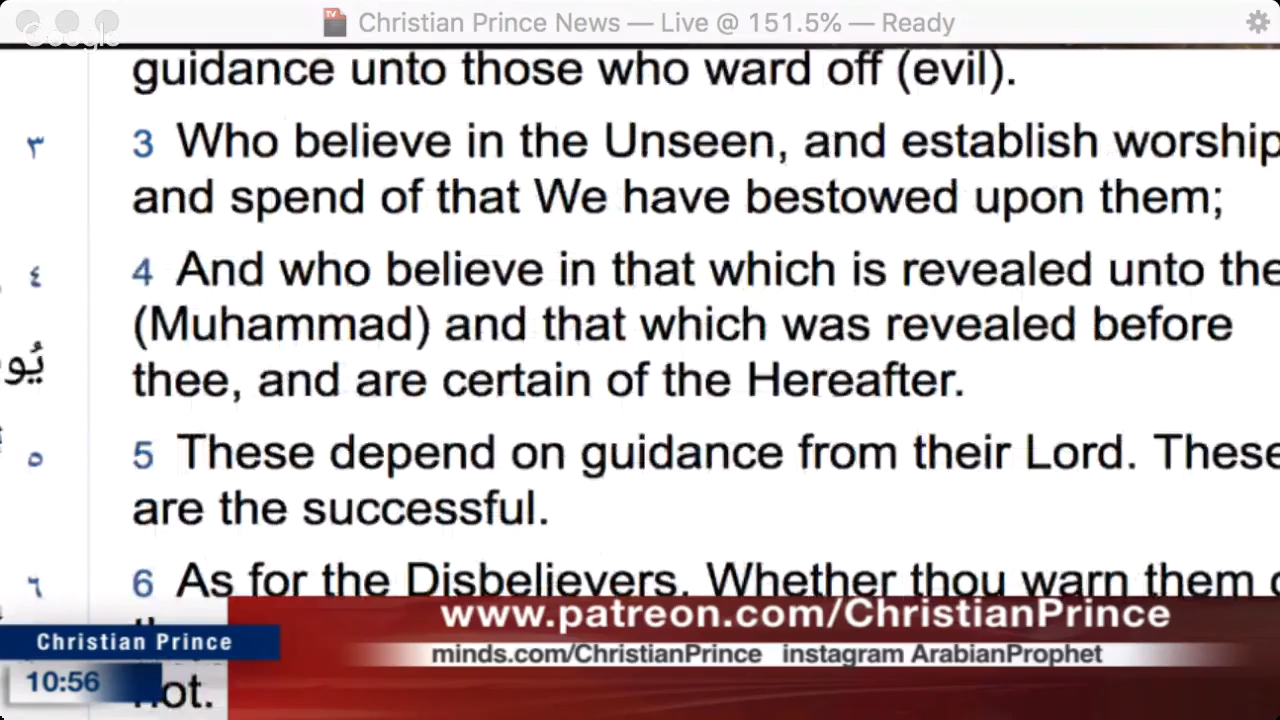 Christian Prince News — Live @ 151.5% — Ready
Google
guidance unto those who ward off (evil).
٣
3 Who believe in the Unseen, and establish worship
and spend of that We have bestowed upon them;
٤
4 And who believe in that which is revealed unto the
(Muhammad) and that which was revealed before
thee, and are certain of the Hereafter.
٥
5 These depend on guidance from their Lord. These
are the successful.
٦
6 As for the Disbelievers. Whether thou warn them
not.
www.patreon.com/ChristianPrince
Christian Prince
minds.com/ChristianPrince instagram ArabianProphet
10:56